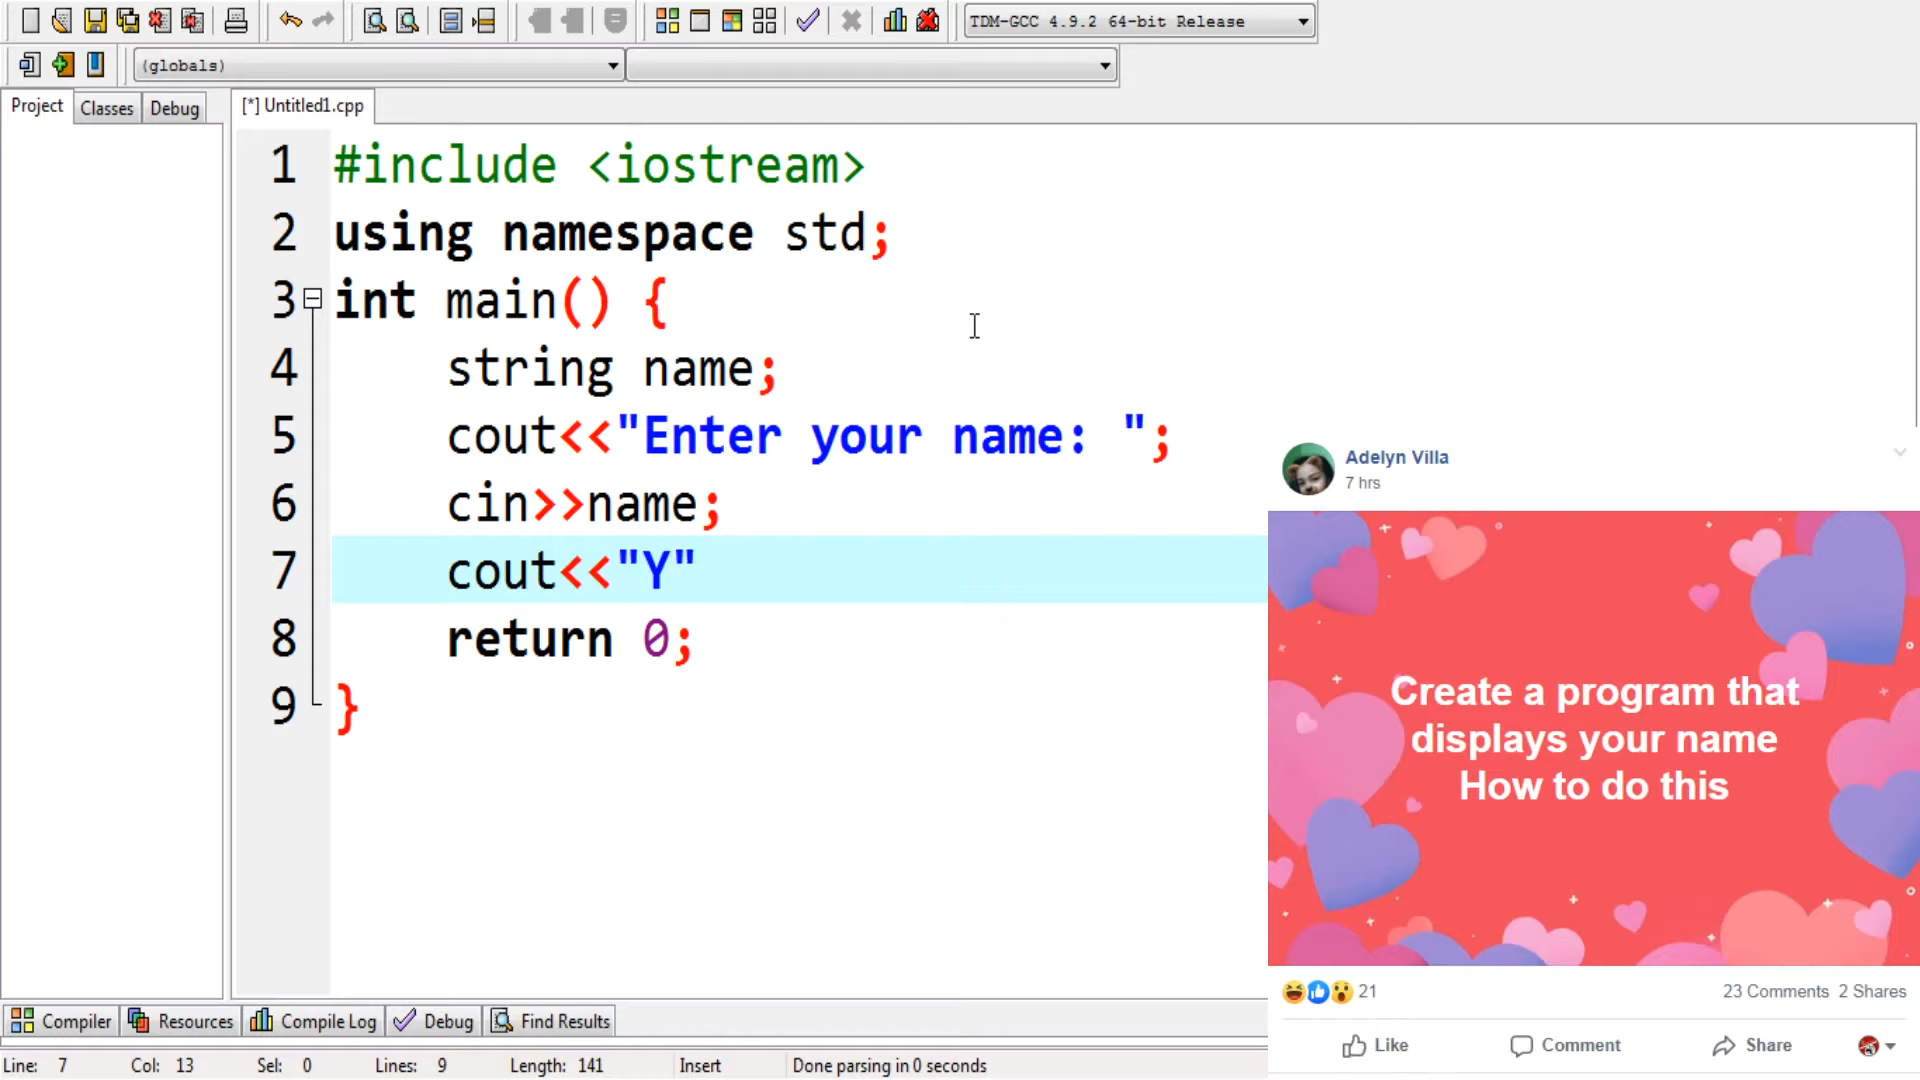 TDM-GCC 4.9.2 64-bit Release
(globals)
Project Classes Debug
[*] Untitled1.cpp
1 #include <iostream>
2 using namespace std;
3 int main() {
4 string name;
5 cout<<"Enter your name: ";
6 cin>>name;
7 cout<<"Y"
8 return 0;
9 }
Adelyn Villa
7 hrs
Create a program that
displays your name
How to do this
21
23 Comments 2 Shares
Like Comment Share
Compiler Resources Compile Log Debug Find Results
Line: 7 Col: 13 Sel: 0 Lines: 9 Length: 141 Insert Done parsing in 0 seconds